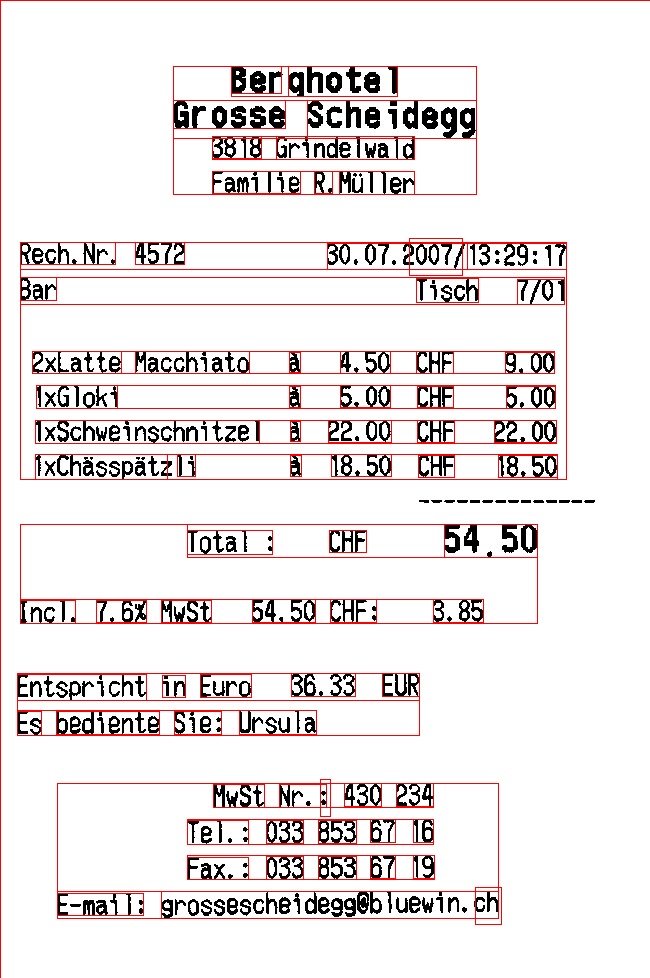 Berghotel
Grosse Scheidegg
3818 Grindelwald
Familie R.Müller
Rech.Nr. 4572 30.07.2007/13:29:17
Bar Tisch 7/01
2xLatte Macchiato à 4.50 CHF 9.00
1xGloki à 5.00 CHF 5.00
1xSchweinschnitzel à 22.00 CHF 22.00
1xChässpätzli à 18.50 CHF 18.50
Total : CHF 54.50
Incl. 7.6% MwSt 54.50 CHF: 3.85
Entspricht in Euro 36.33 EUR
Es bediente Sie: Ursula
MwSt Nr.: 430 234
Tel.: 033 853 67 16
Fax.: 033 853 67 19
E-mail: grossescheidegg@bluewin.ch